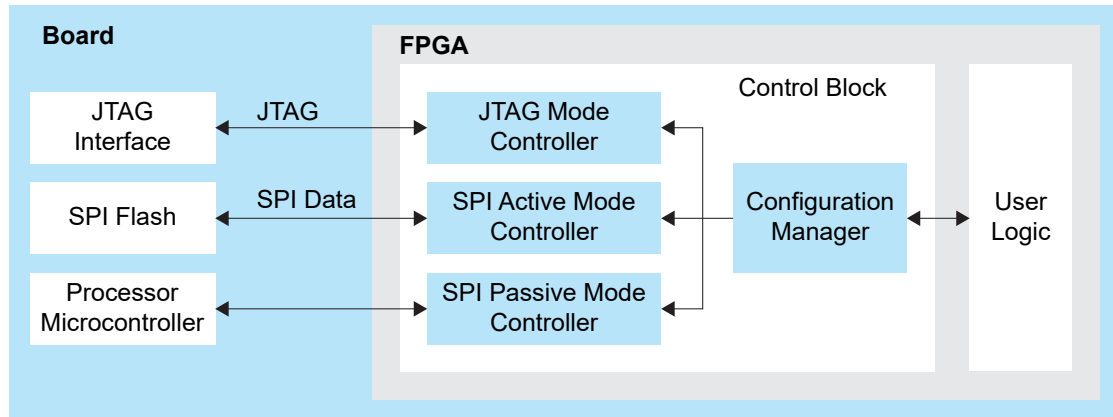 Board
FPGA
Control Block
JTAG
Interface
JTAG
JTAG Mode
Controller
SPI Flash
SPI Data
SPI Active Mode
Controller
Configuration
Manager
User
Logic
Processor
Microcontroller
SPI Passive Mode
Controller